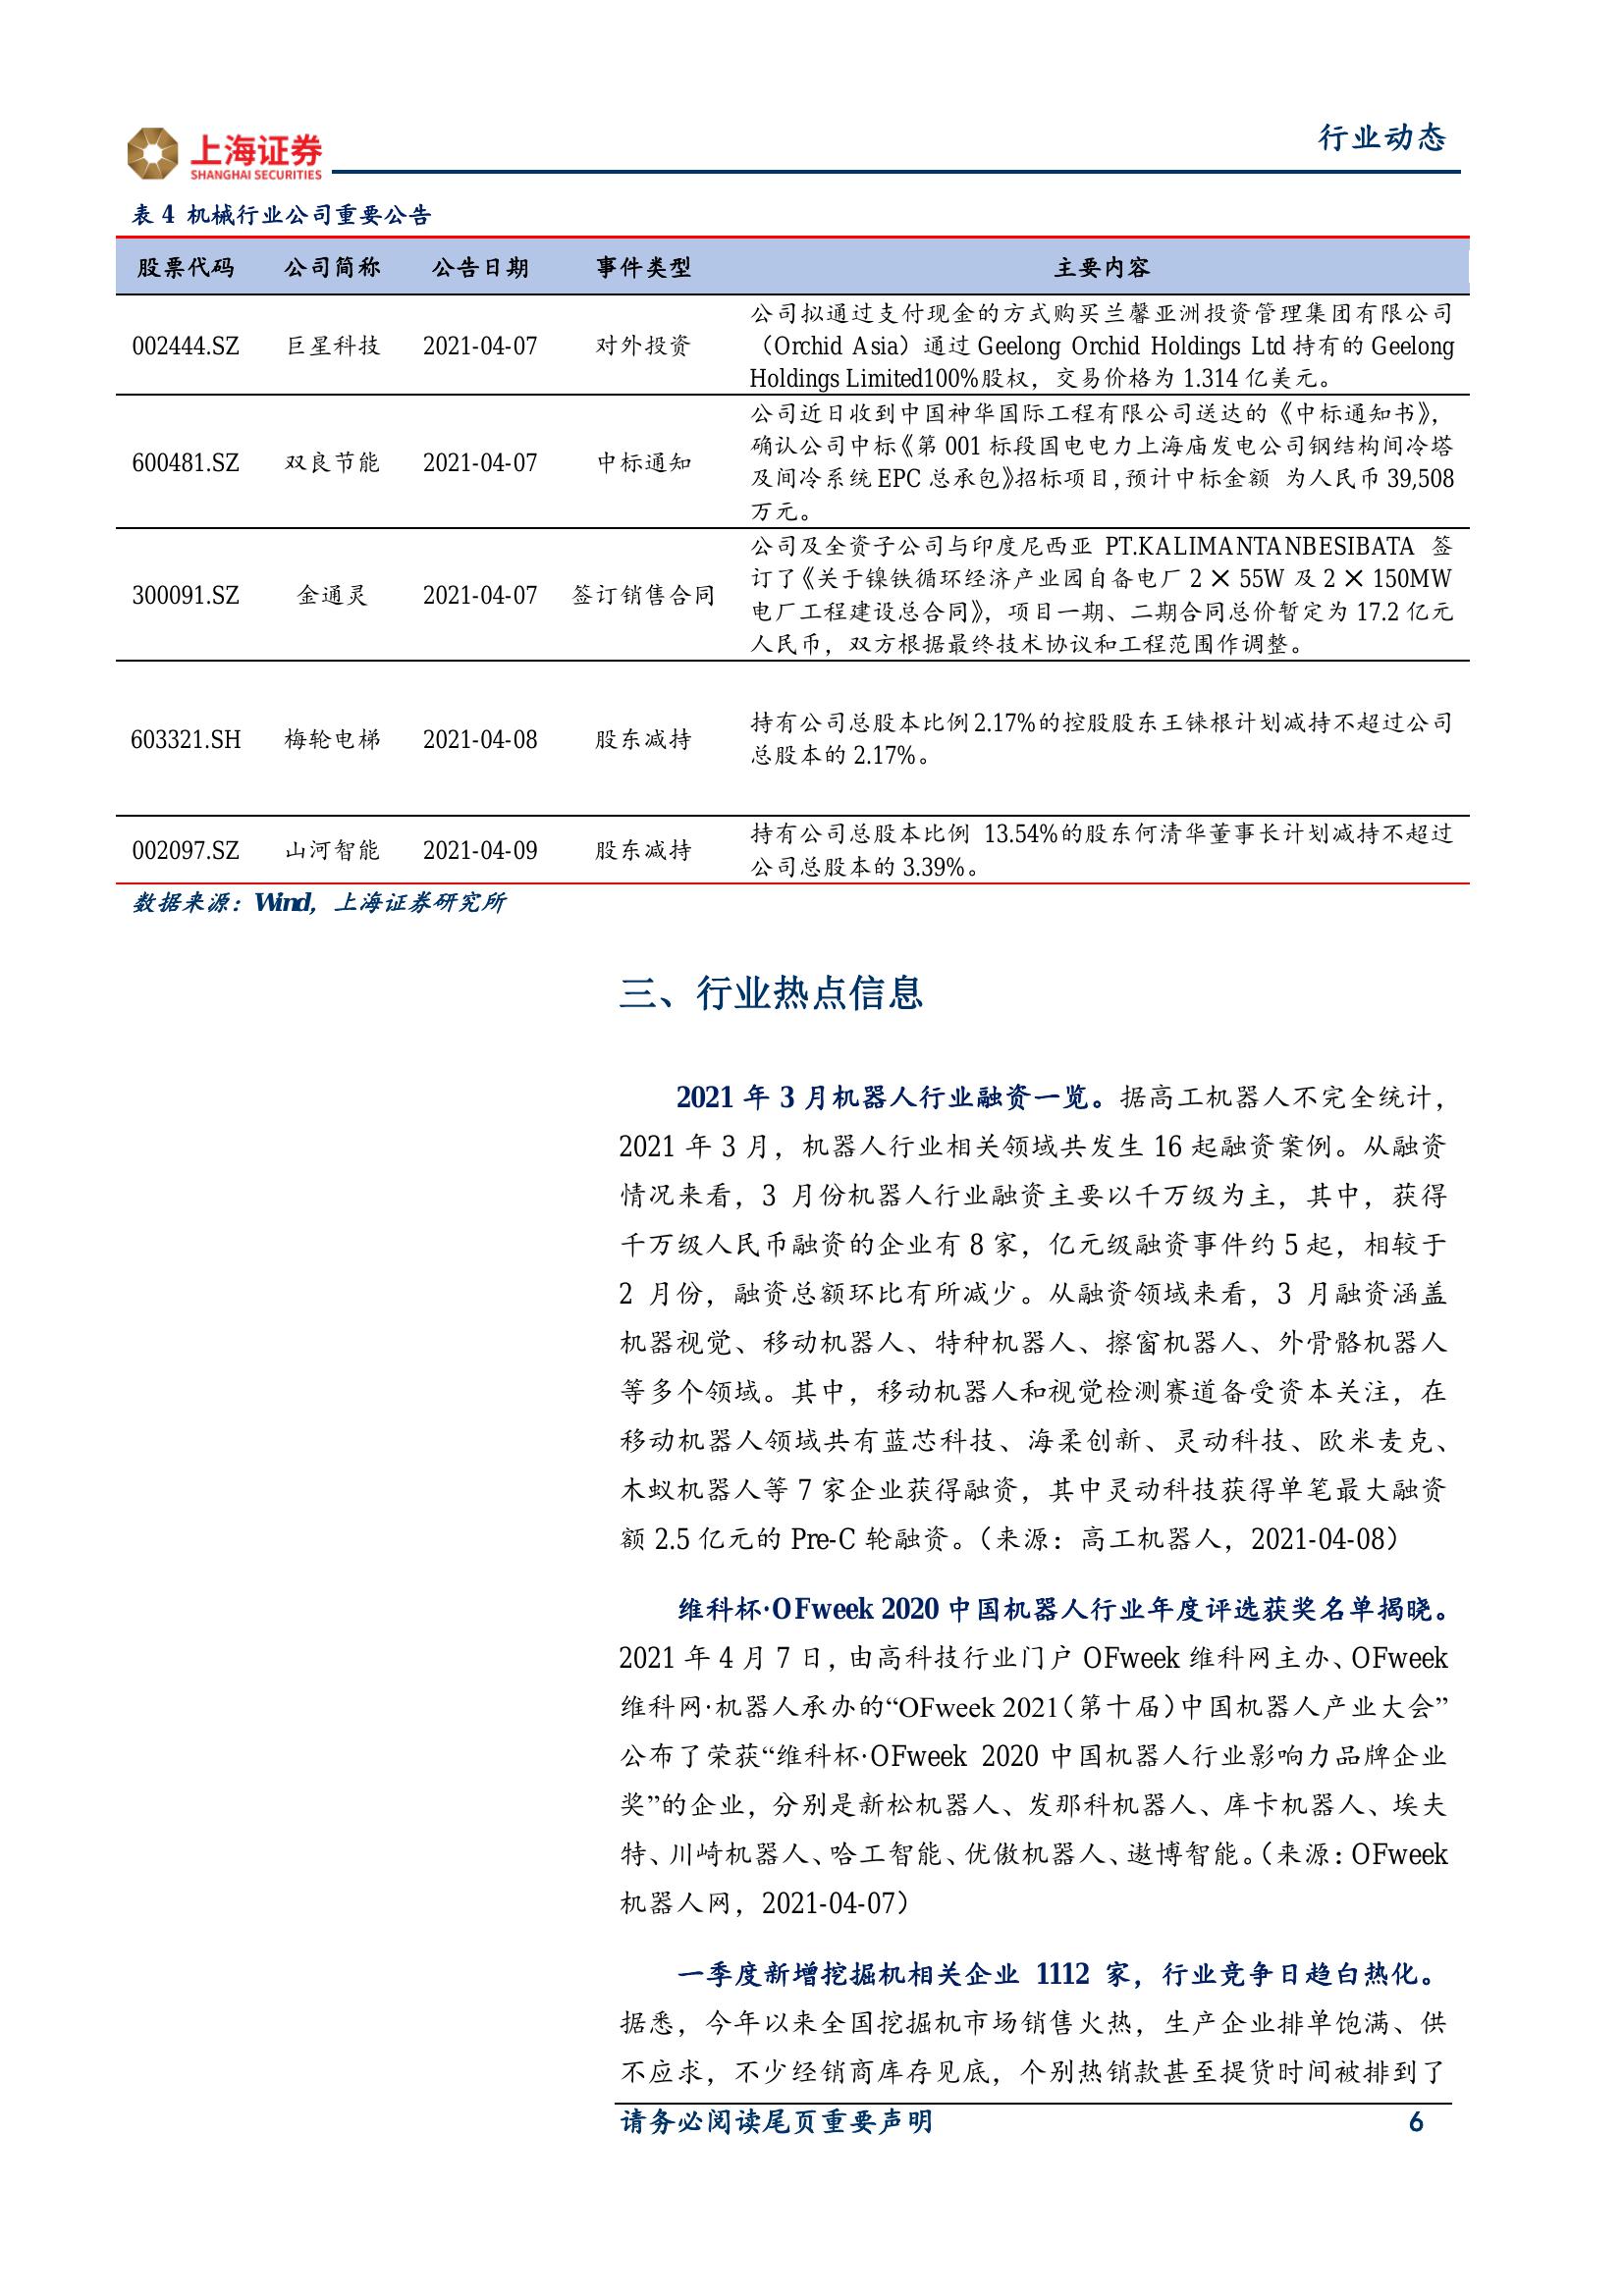 上海证券
SHANGHAI SECURITIES
行业动态
表 4 机械行业公司重要公告
股票代码 公司简称 公告日期 事件类型 主要内容
002444.SZ 巨星科技 2021-04-07 对外投资
公司拟通过支付现金的方式购买兰馨亚洲投资管理集团有限公司
（Orchid Asia）通过 Geelong Orchid Holdings Ltd 持有的 Geelong
Holdings Limited100%股权，交易价格为 1.314 亿美元。
600481.SZ 双良节能 2021-04-07 中标通知
公司近日收到中国神华国际工程有限公司送达的《中标通知书》，
确认公司中标《第 001 标段国电电力上海庙发电公司钢结构间冷塔
及间冷系统 EPC 总承包》招标项目，预计中标金额 为人民币 39,508
万元。
300091.SZ 金通灵 2021-04-07 签订销售合同
公司及全资子公司与印度尼西亚 PT.KALIMANTANBESIBATA 签
订了《关于镍铁循环经济产业园自备电厂 2 × 55W 及 2 × 150MW
电厂工程建设总合同》，项目一期、二期合同总价暂定为 17.2 亿元
人民币，双方根据最终技术协议和工程范围作调整。
603321.SH 梅轮电梯 2021-04-08 股东减持
持有公司总股本比例 2.17%的控股股东王铼根计划减持不超过公司
总股本的 2.17%。
002097.SZ 山河智能 2021-04-09 股东减持
持有公司总股本比例 13.54%的股东何清华董事长计划减持不超过
公司总股本的 3.39%。
数据来源：Wind，上海证券研究所
三、行业热点信息
2021 年 3 月机器人行业融资一览。据高工机器人不完全统计，
2021 年 3 月，机器人行业相关领域共发生 16 起融资案例。从融资
情况来看，3 月份机器人行业融资主要以千万级为主，其中，获得
千万级人民币融资的企业有 8 家，亿元级融资事件约 5 起，相较于
2 月份，融资总额环比有所减少。从融资领域来看，3 月融资涵盖
机器视觉、移动机器人、特种机器人、擦窗机器人、外骨骼机器人
等多个领域。其中，移动机器人和视觉检测赛道备受资本关注，在
移动机器人领域共有蓝芯科技、海柔创新、灵动科技、欧米麦克、
木蚁机器人等 7 家企业获得融资，其中灵动科技获得单笔最大融资
额 2.5 亿元的 Pre-C 轮融资。（来源：高工机器人，2021-04-08）
维科杯·OFweek 2020 中国机器人行业年度评选获奖名单揭晓。
2021 年 4 月 7 日，由高科技行业门户 OFweek 维科网主办、OFweek
维科网·机器人承办的“OFweek 2021（第十届）中国机器人产业大会”
公布了荣获“维科杯·OFweek 2020 中国机器人行业影响力品牌企业
奖”的企业，分别是新松机器人、发那科机器人、库卡机器人、埃夫
特、川崎机器人、哈工智能、优傲机器人、遨博智能。（来源：OFweek
机器人网，2021-04-07）
一季度新增挖掘机相关企业 1112 家，行业竞争日趋白热化。
据悉，今年以来全国挖掘机市场销售火热，生产企业排单饱满、供
不应求，不少经销商库存见底，个别热销款甚至提货时间被排到了
请务必阅读尾页重要声明 6